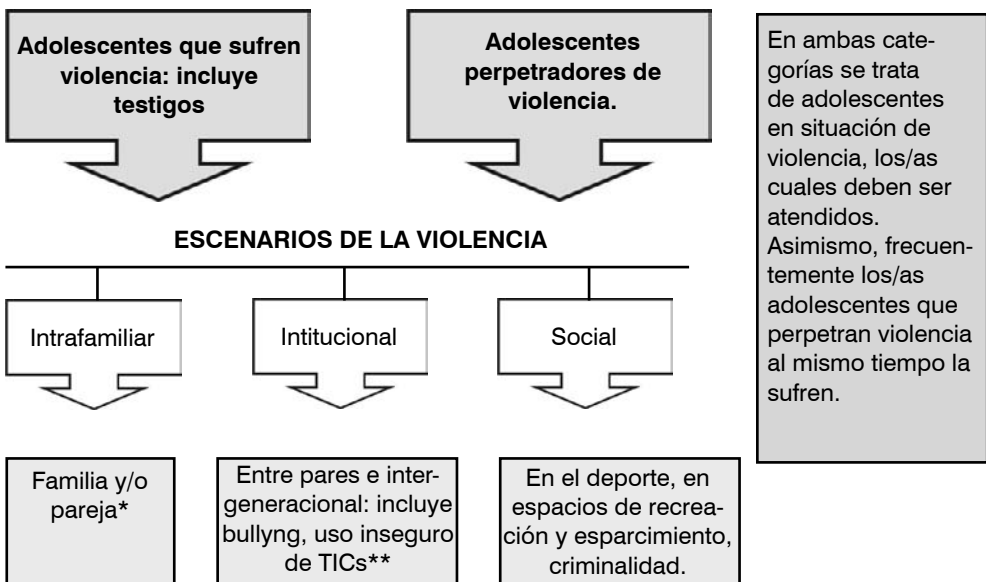 Adolescentes que sufren
violencia: incluye
testigos
Adolescentes
perpetradores de
violencia.
En ambas cate-
gorías se trata
de adolescentes
en situación de
violencia, los/as
cuales deben ser
atendidos.
Asimismo, frecuen-
temente los/as
adolescentes que
perpetran violencia
al mismo tiempo la
sufren.
ESCENARIOS DE LA VIOLENCIA
Intrafamiliar
Intitucional
Social
Familia y/o
pareja*
Entre pares e inter-
generacional: incluye
bullyng, uso inseguro
de TICs**
En el deporte, en
espacios de recrea-
ción y esparcimiento,
criminalidad.